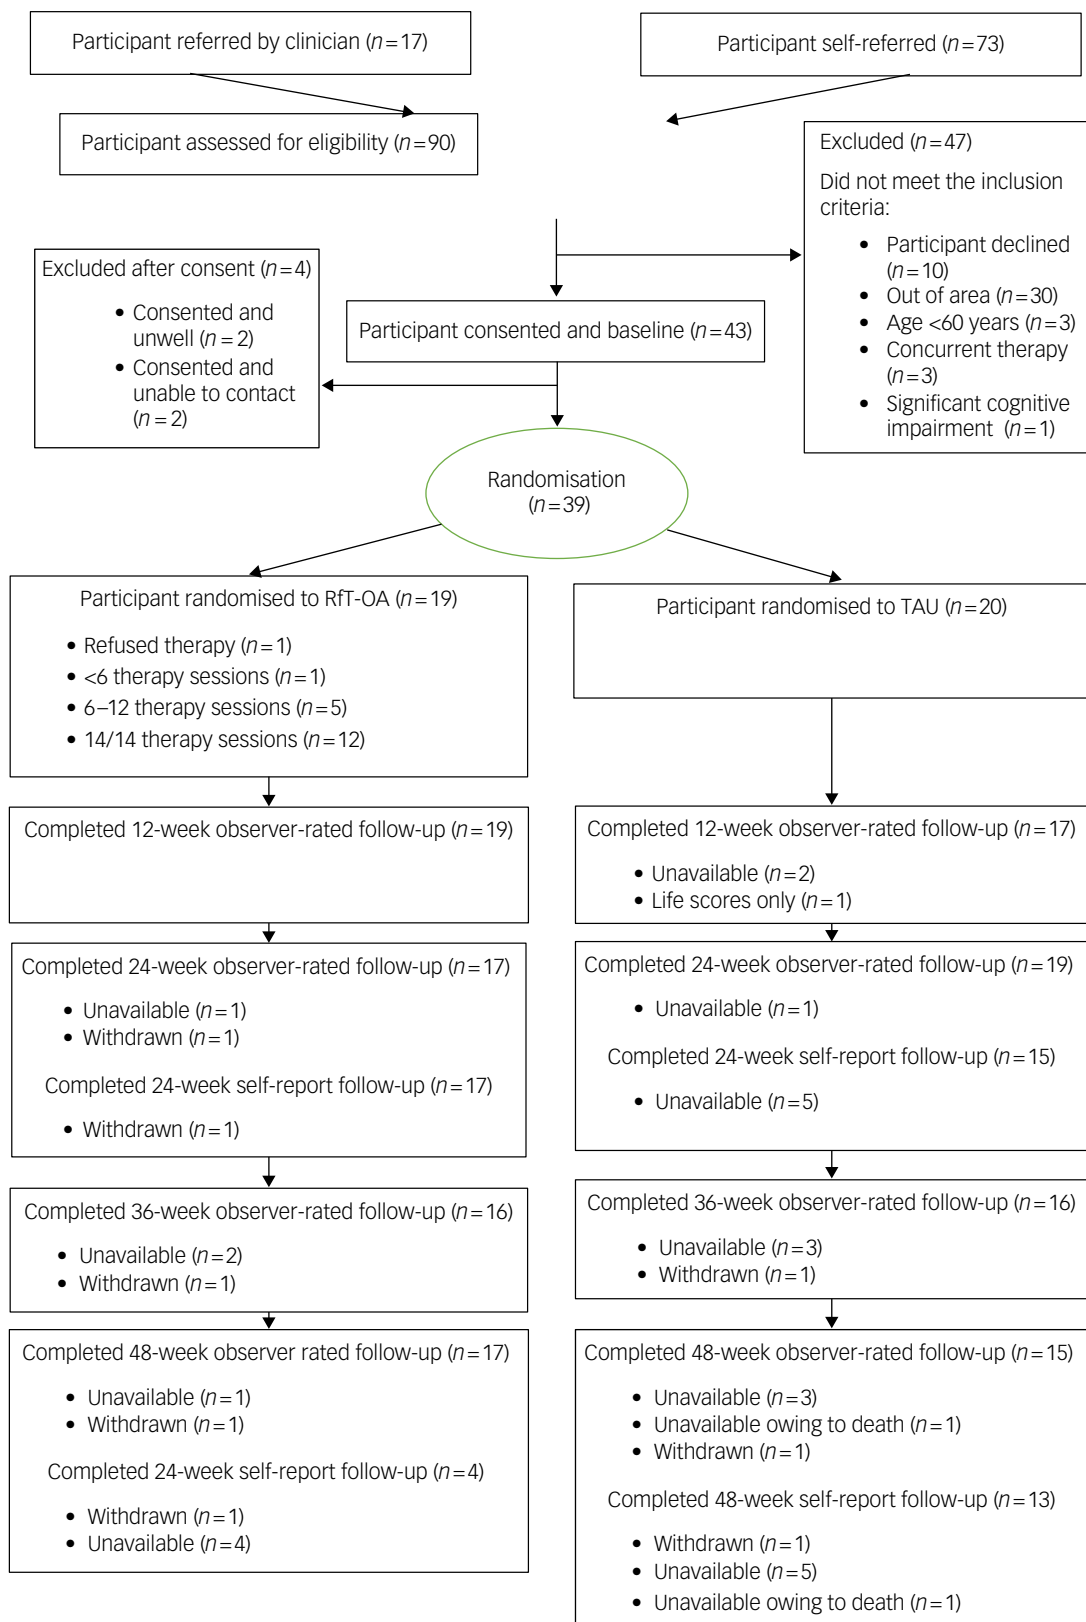 Participant referred by clinician (n=17)
Participant self-referred (n=73)
Participant assessed for eligibility (n=90)
Excluded (n=47)
Did not meet the inclusion
criteria:
• Participant declined
(n=10)
• Out of area (n=30)
• Age <60 years (n=3)
• Concurrent therapy
(n=3)
• Significant cognitive
impairment (n=1)
Excluded after consent (n=4)
• Consented and
unwell (n=2)
• Consented and
unable to contact
(n=2)
Participant consented and baseline (n=43)
Randomisation
(n=39)
Participant randomised to RfT-OA (n=19)
• Refused therapy (n=1)
• <6 therapy sessions (n=1)
• 6–12 therapy sessions (n=5)
• 14/14 therapy sessions (n=12)
Participant randomised to TAU (n=20)
Completed 12-week observer-rated follow-up (n=19)
Completed 12-week observer-rated follow-up (n=17)
• Unavailable (n=2)
• Life scores only (n=1)
Completed 24-week observer-rated follow-up (n=17)
• Unavailable (n=1)
• Withdrawn (n=1)
Completed 24-week self-report follow-up (n=17)
• Withdrawn (n=1)
Completed 24-week observer-rated follow-up (n=19)
• Unavailable (n=1)
Completed 24-week self-report follow-up (n=15)
• Unavailable (n=5)
Completed 36-week observer-rated follow-up (n=16)
• Unavailable (n=2)
• Withdrawn (n=1)
Completed 36-week observer-rated follow-up (n=16)
• Unavailable (n=3)
• Withdrawn (n=1)
Completed 48-week observer rated follow-up (n=17)
• Unavailable (n=1)
• Withdrawn (n=1)
Completed 24-week self-report follow-up (n=4)
• Withdrawn (n=1)
• Unavailable (n=4)
Completed 48-week observer-rated follow-up (n=15)
• Unavailable (n=3)
• Unavailable owing to death (n=1)
• Withdrawn (n=1)
Completed 48-week self-report follow-up (n=13)
• Withdrawn (n=1)
• Unavailable (n=5)
• Unavailable owing to death (n=1)